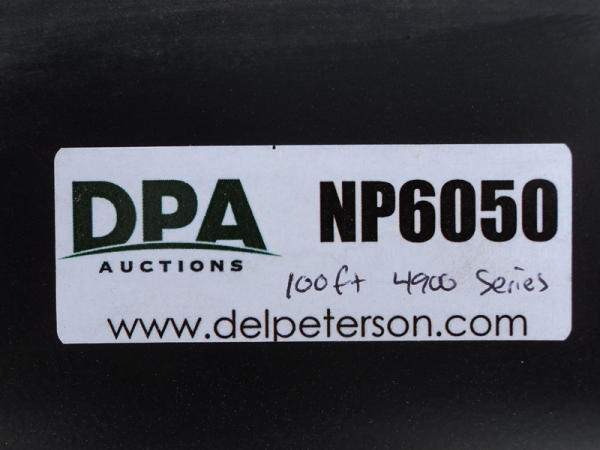 DPA NP6050
AUCTIONS
100ft 4900 Series
www.delpeterson.com